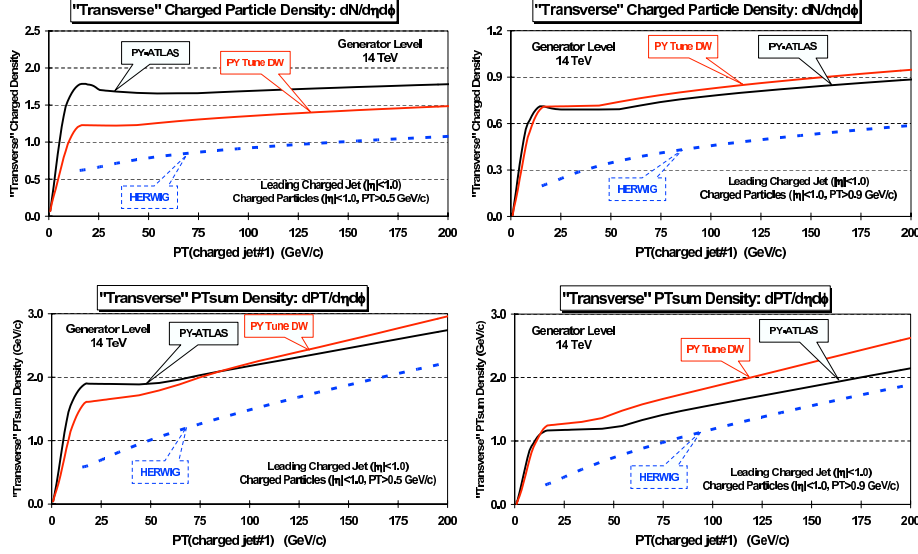 "Transverse" Charged Particle Density: dN/dηdϕ
2.5
2.0
1.5
1.0
0.5
0.0
"Transverse" Charged Density
PY-ATLAS
Generator Level
14 TeV
PY Tune DW
HERWIG
Leading Charged Jet (|η|<1.0)
Charged Particles (|η|<1.0, PT>0.5 GeV/c)
0 25 50 75 100 125 150 175 200
PT(charged jet#1) (GeV/c)
"Transverse" Charged Particle Density: dN/dηdϕ
1.2
0.9
0.6
0.3
0.0
"Transverse" Charged Density
Generator Level
14 TeV
PY Tune DW
PY-ATLAS
HERWIG
Leading Charged Jet (|η|<1.0)
Charged Particles (|η|<1.0, PT>0.9 GeV/c)
0 25 50 75 100 125 150 175 200
PT(charged jet#1) (GeV/c)
"Transverse" PTsum Density: dPT/dηdϕ
3.0
2.0
1.0
0.0
"Transverse" PTsum Density (GeV/c)
Generator Level
14 TeV
PY-ATLAS
PY Tune DW
HERWIG
Leading Charged Jet (|η|<1.0)
Charged Particles (|η|<1.0, PT>0.5 GeV/c)
0 25 50 75 100 125 150 175 200
PT(charged jet#1) (GeV/c)
"Transverse" PTsum Density: dPT/dηdϕ
3.0
2.0
1.0
0.0
"Transverse" PTsum Density (GeV/c)
Generator Level
14 TeV
PY Tune DW
PY-ATLAS
HERWIG
Leading Charged Jet (|η|<1.0)
Charged Particles (|η|<1.0, PT>0.9 GeV/c)
0 25 50 75 100 125 150 175 200
PT(charged jet#1) (GeV/c)